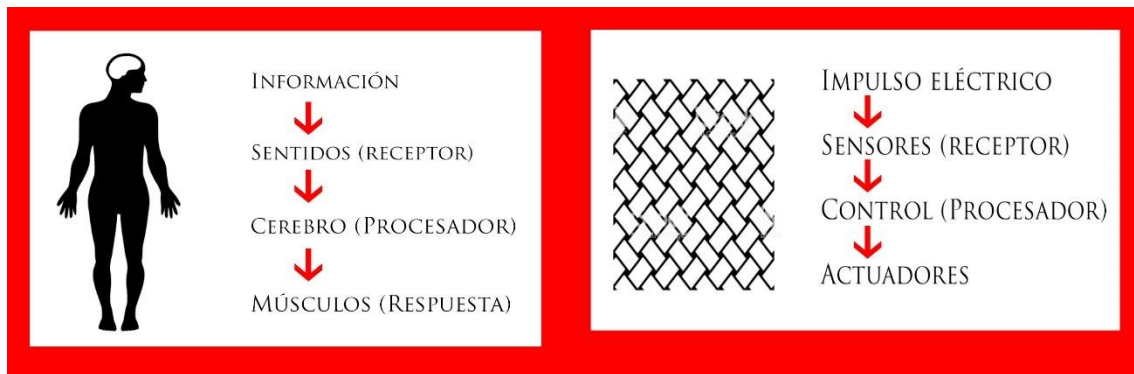 Información
Sentidos (receptor)
Cerebro (Procesador)
Músculos (Respuesta)
Impulso eléctrico
Sensores (receptor)
Control (Procesador)
Actuadores